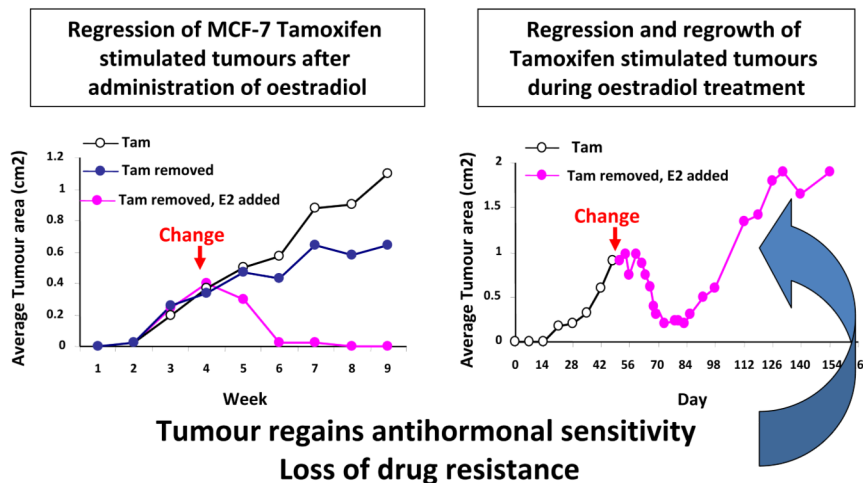 Regression of MCF-7 Tamoxifen
stimulated tumours after
administration of oestradiol
Regression and regrowth of
Tamoxifen stimulated tumours
during oestradiol treatment
Average Tumour area (cm2)
1.2
1
0.8
0.6
0.4
0.2
0
Tam
Tam removed
Tam removed, E2 added
Change
1 2 3 4 5 6 7 8 9
Week
Average Tumour area (cm2)
2
1.5
1
0.5
0
Tam
Tam removed, E2 added
Change
0 14 28 42 56 70 84 98 112 126 140 154
Day
Tumour regains antihormonal sensitivity
Loss of drug resistance